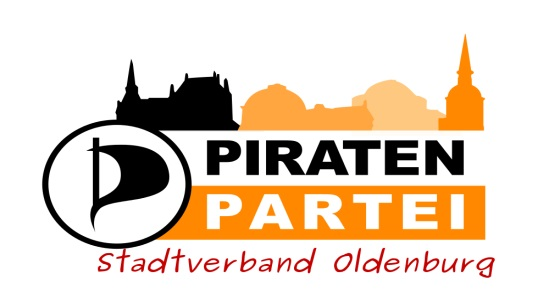 PIRATEN
PARTEI
Stadtverband Oldenburg